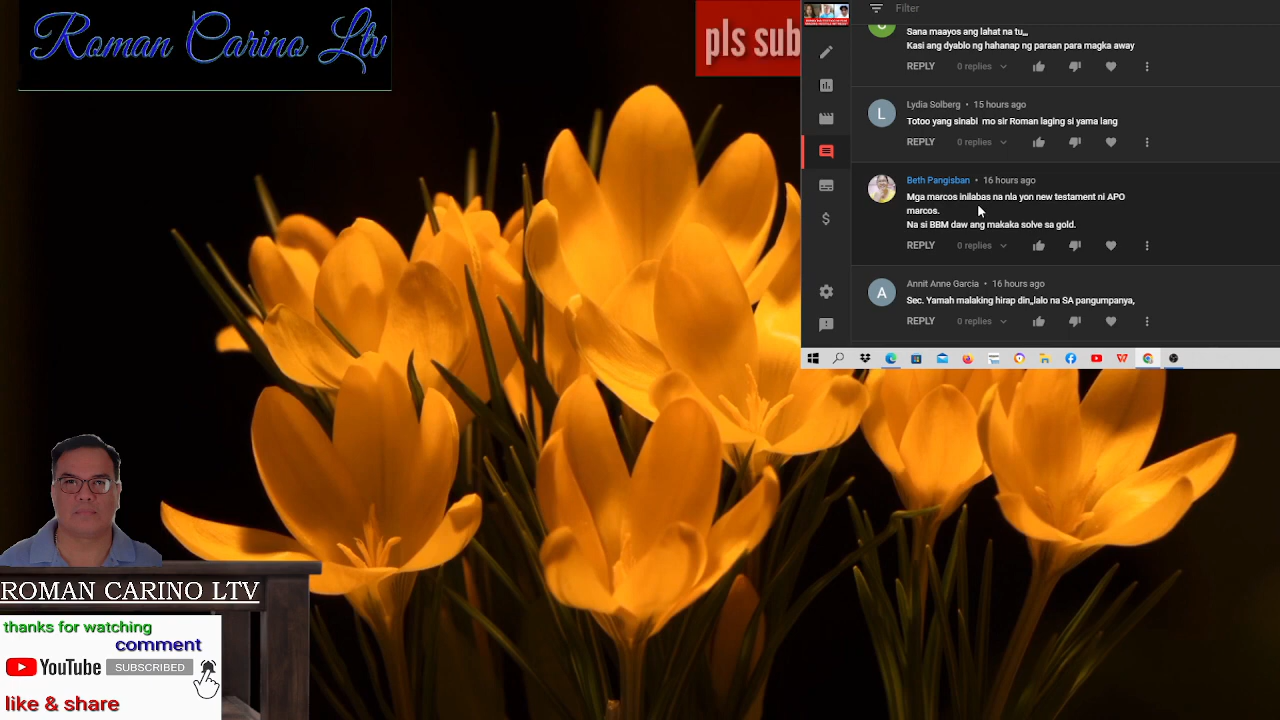 Roman Carino Ltv
pls sub
Filter
Sana maayos ang lahat na tu,,,
Kasi ang dyablo ng hahanap ng paraan para magka away
REPLY 0 replies
L
Lydia Solberg • 15 hours ago
Totoo yang sinabi mo sir Roman laging si yama lang
REPLY 0 replies
Beth Pangisban • 16 hours ago
Mga marcos inilabas na nla yon new testament ni APO
marcos.
Na si BBM daw ang makaka solve sa gold.
REPLY 0 replies
A
Annit Anne Garcia • 16 hours ago
Sec. Yamah malaking hirap din,,lalo na SA pangumpanya,
REPLY 0 replies
ROMAN CARINO LTV
thanks for watching
comment
YouTube SUBSCRIBED
like & share